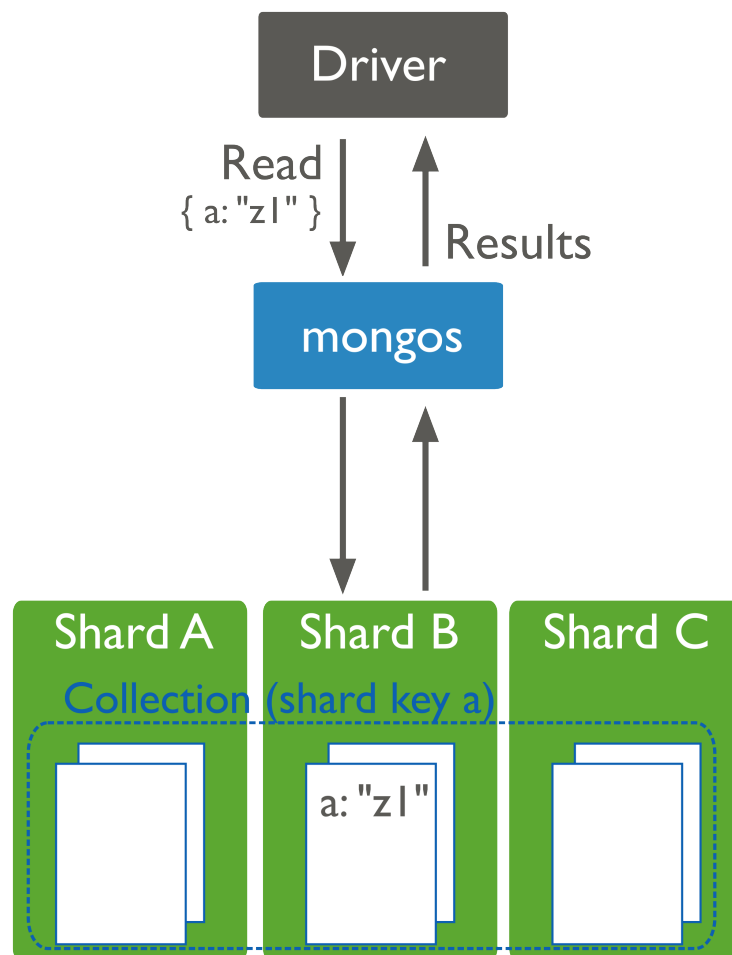 Driver
Read
{ a: "z1" }
Results
mongos
Shard A
Shard B
Shard C
Collection (shard key a)
a: "z1"